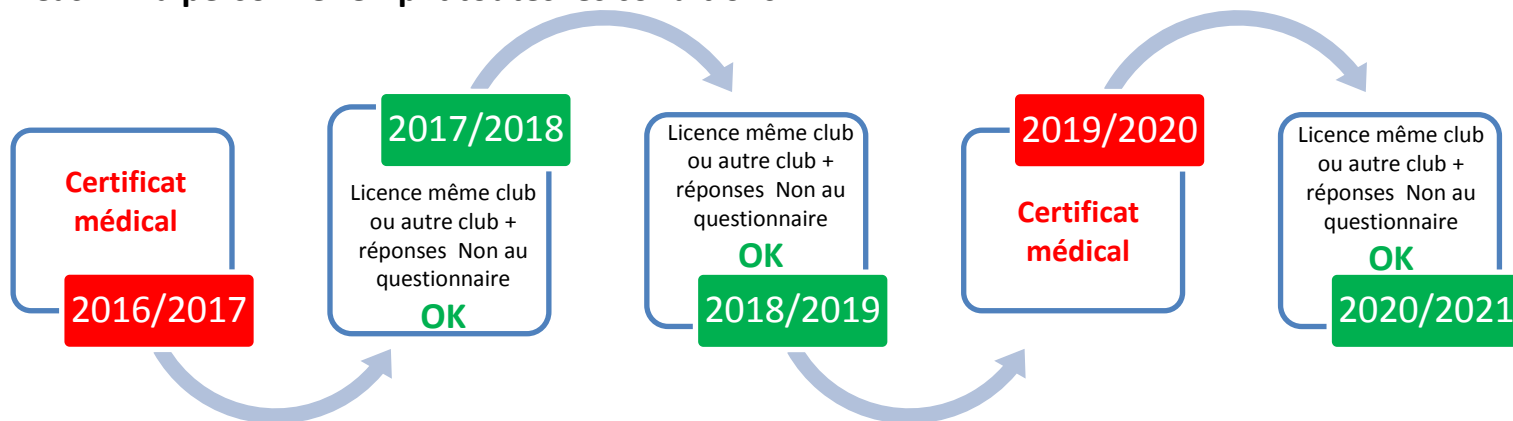 Certificat
médical
2016/2017
2017/2018
Licence même club
ou autre club +
réponses Non au
questionnaire
OK
Licence même club
ou autre club +
réponses Non au
questionnaire
OK
2018/2019
2019/2020
Certificat
médical
Licence même club
ou autre club +
réponses Non au
questionnaire
OK
2020/2021